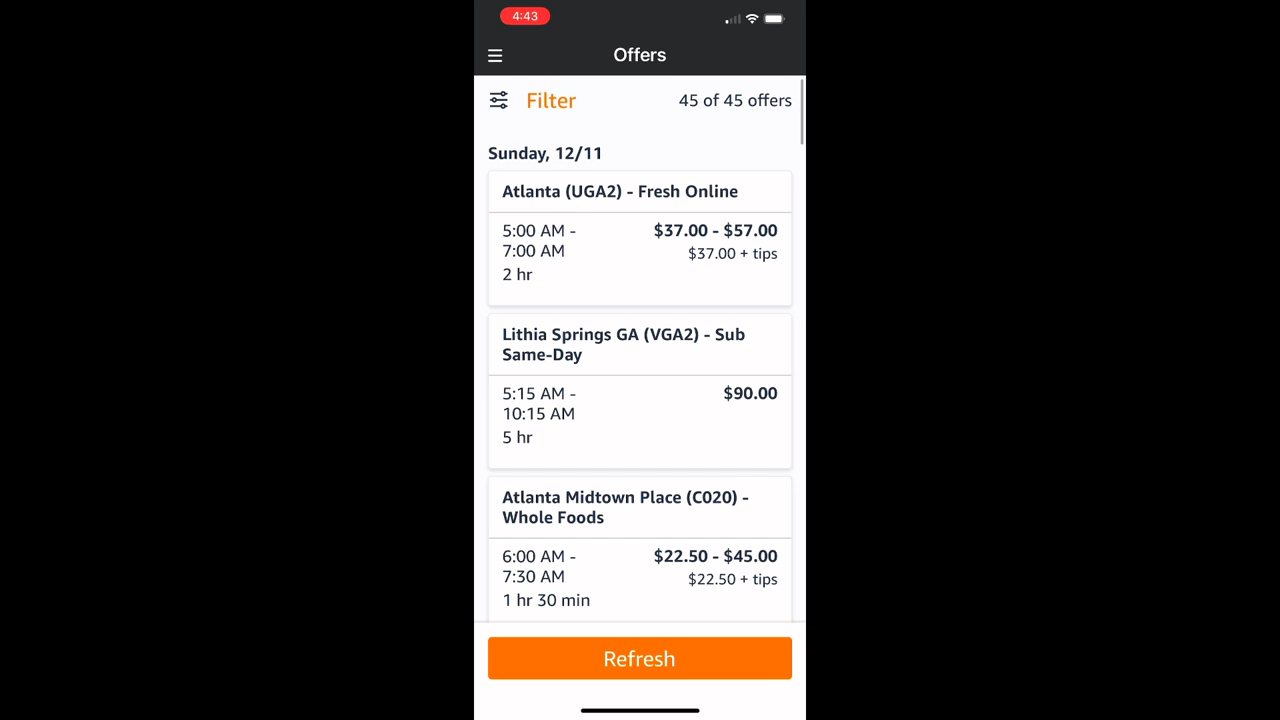 4:43
Offers
Filter
45 of 45 offers
Sunday, 12/11
Atlanta (UGA2) - Fresh Online
5:00 AM -
$37.00 - $57.00
7:00 AM
$37.00 + tips
2 hr
Lithia Springs GA (VGA2) - Sub
Same-Day
5:15 AM -
$90.00
10:15 AM
5 hr
Atlanta Midtown Place (C020) -
Whole Foods
6:00 AM -
$22.50 - $45.00
7:30 AM
$22.50 + tips
1 hr 30 min
Refresh